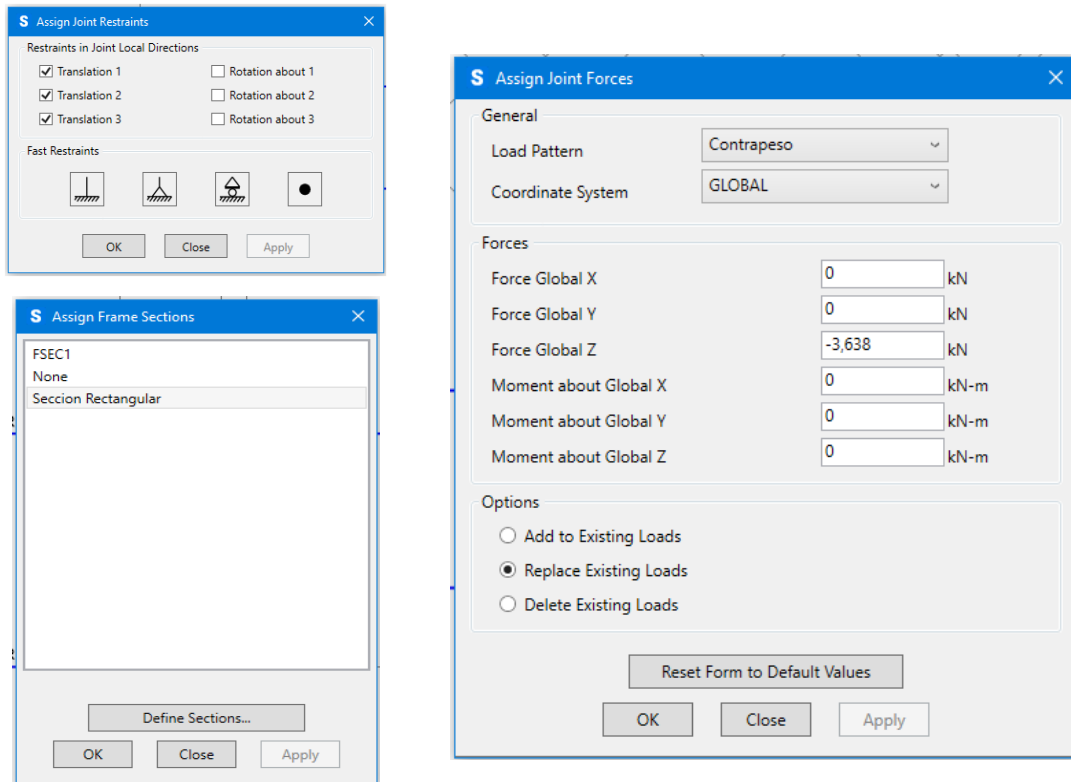 S Assign Joint Restraints
Restraints in Joint Local Directions
Translation 1
Rotation about 1
Translation 2
Rotation about 2
Translation 3
Rotation about 3
Fast Restraints
OK
Close
Apply
S Assign Frame Sections
FSEC1
None
Seccion Rectangular
Define Sections...
OK
Close
Apply
S Assign Joint Forces
General
Load Pattern
Contrapeso
Coordinate System
GLOBAL
Forces
Force Global X
0
kN
Force Global Y
0
kN
Force Global Z
-3,638
kN
Moment about Global X
0
kN-m
Moment about Global Y
0
kN-m
Moment about Global Z
0
kN-m
Options
Add to Existing Loads
Replace Existing Loads
Delete Existing Loads
Reset Form to Default Values
OK
Close
Apply